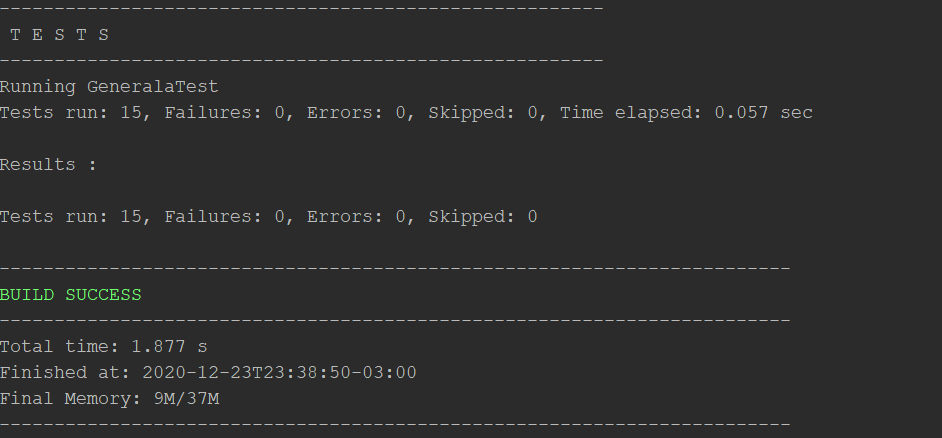 -------------------------------------------------------
 T E S T S
-------------------------------------------------------
Running GeneralaTest
Tests run: 15, Failures: 0, Errors: 0, Skipped: 0, Time elapsed: 0.057 sec

Results :

Tests run: 15, Failures: 0, Errors: 0, Skipped: 0

------------------------------------------------------------------------
BUILD SUCCESS
------------------------------------------------------------------------
Total time: 1.877 s
Finished at: 2020-12-23T23:38:50-03:00
Final Memory: 9M/37M
------------------------------------------------------------------------